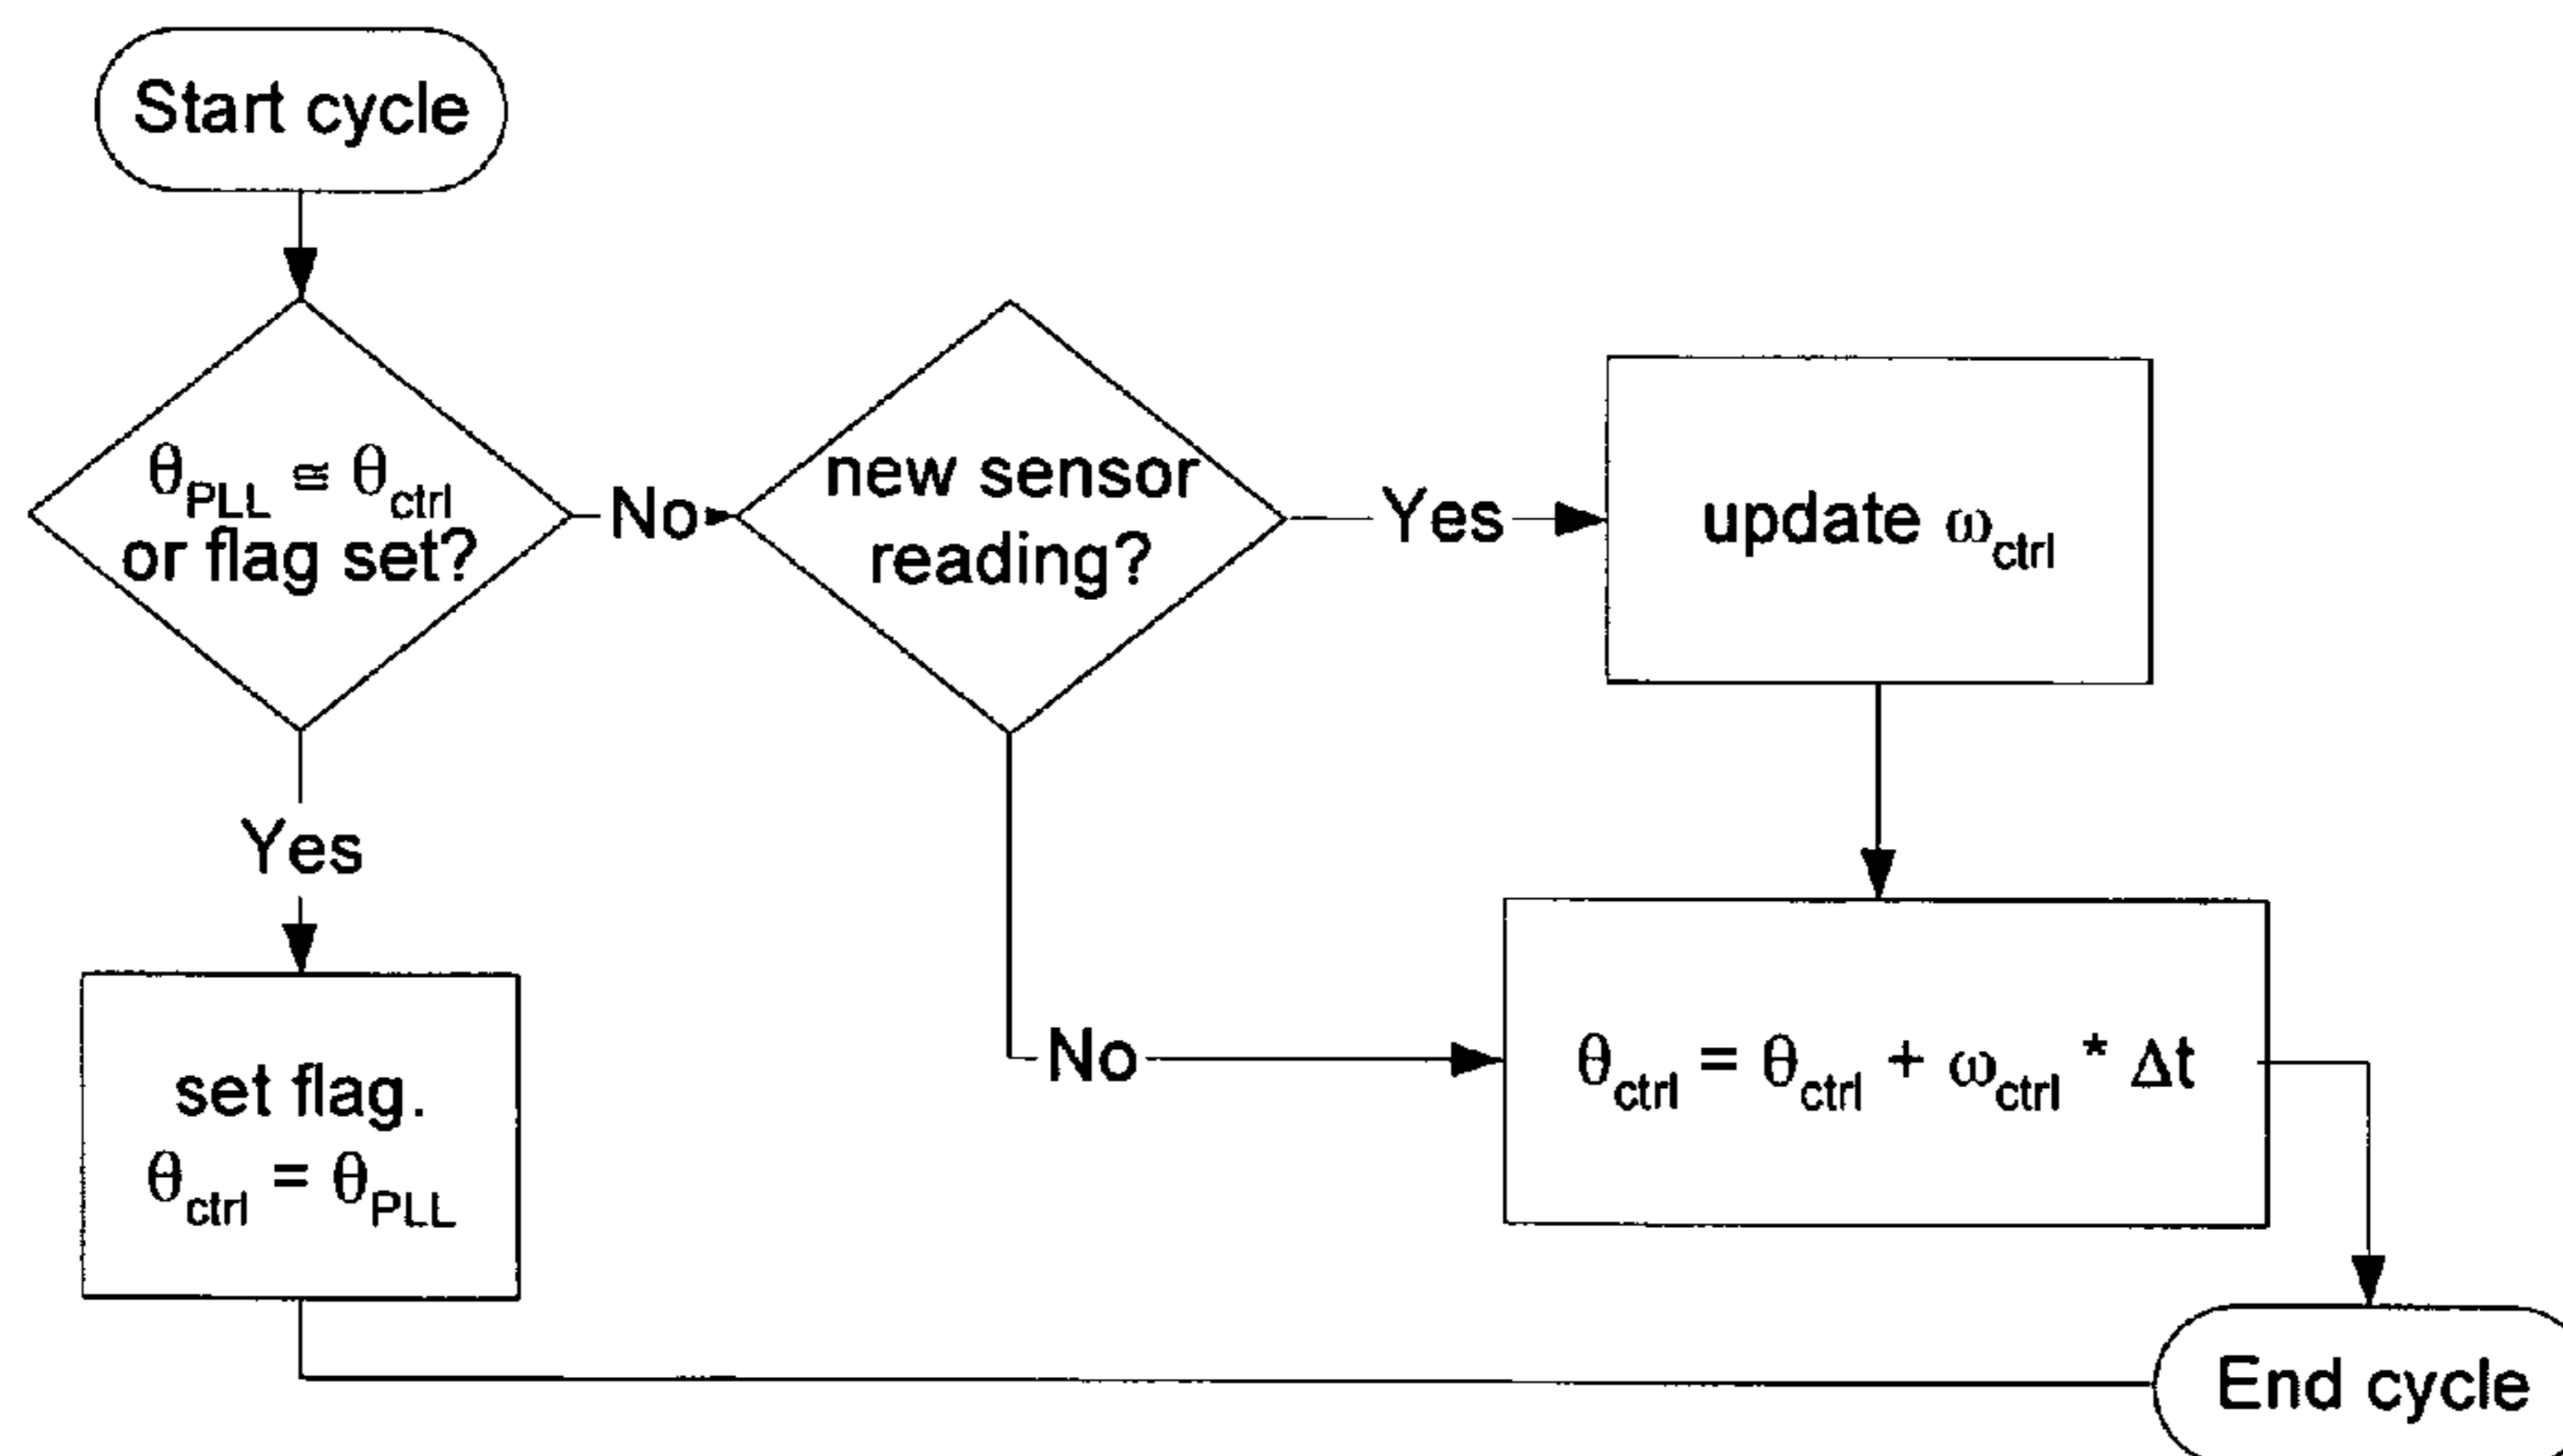 Start cycle
θPLL ≅ θctrl
or flag set?
No
new sensor
reading?
Yes
update ωctrl
Yes
set flag.
θctrl = θPLL
No
θctrl = θctrl + ωctrl * Δt
End cycle